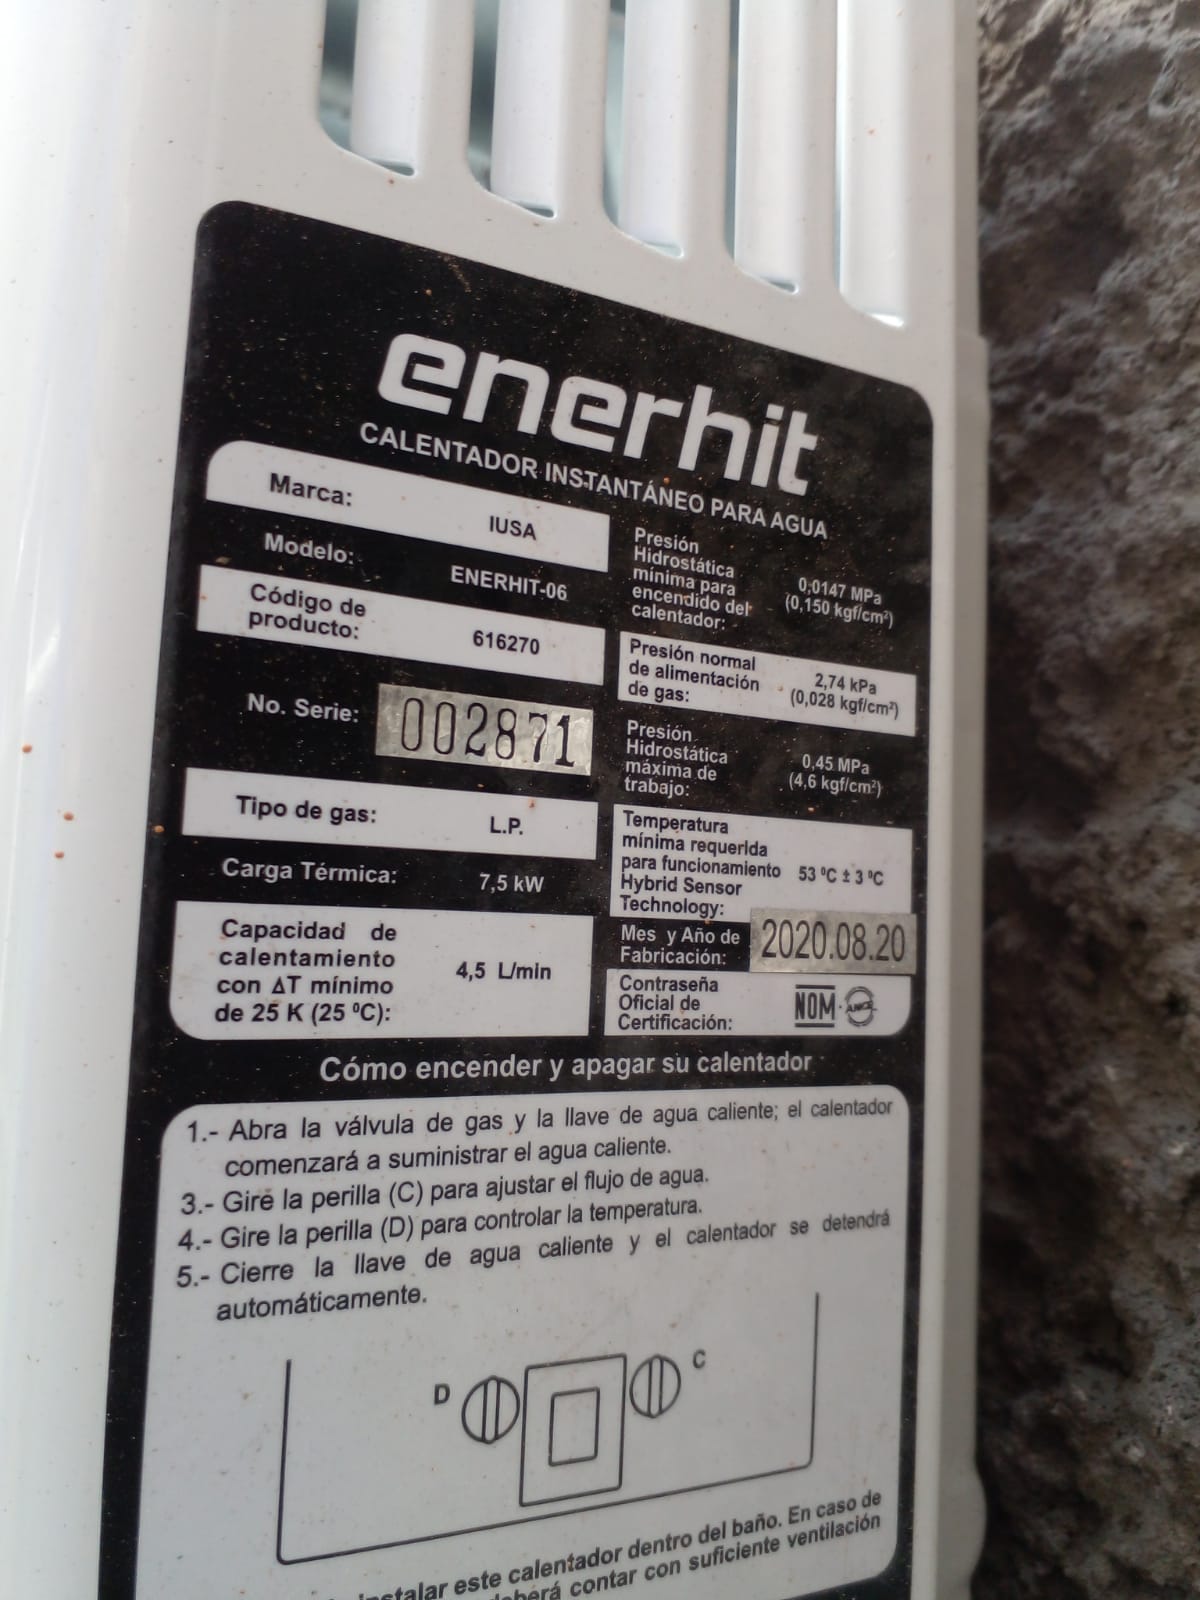 enerhit
CALENTADOR INSTANTÁNEO PARA AGUA
Marca: IUSA
Modelo: ENERHIT-06
Código de
producto: 616270
No. Serie: 002871
Tipo de gas: L.P.
Carga Térmica: 7,5 kW
Capacidad de
calentamiento
con ΔT mínimo
de 25 K (25 ºC):
4,5 L/min
Presión
Hidrostática
mínima para
encendido del
calentador:
0,0147 MPa
(0,150 kgf/cm²)
Presión normal
de alimentación
de gas:
2,74 kPa
(0,028 kgf/cm²)
Presión
Hidrostática
máxima de
trabajo:
0,45 MPa
(4,6 kgf/cm²)
Temperatura
mínima requerida
para funcionamiento
Hybrid Sensor
Technology:
53 ºC ± 3 ºC
Mes y Año de
Fabricación:
2020.08.20
Contraseña
Oficial de
Certificación:
NOM ANCE
Cómo encender y apagar su calentador
1.- Abra la válvula de gas y la llave de agua caliente; el calentador
comenzará a suministrar el agua caliente.
3.- Gire la perilla (C) para ajustar el flujo de agua.
4.- Gire la perilla (D) para controlar la temperatura.
5.- Cierre la llave de agua caliente y el calentador se detendrá
automáticamente.
D
C
este calentador dentro del baño. En caso de
contar con suficiente ventilación